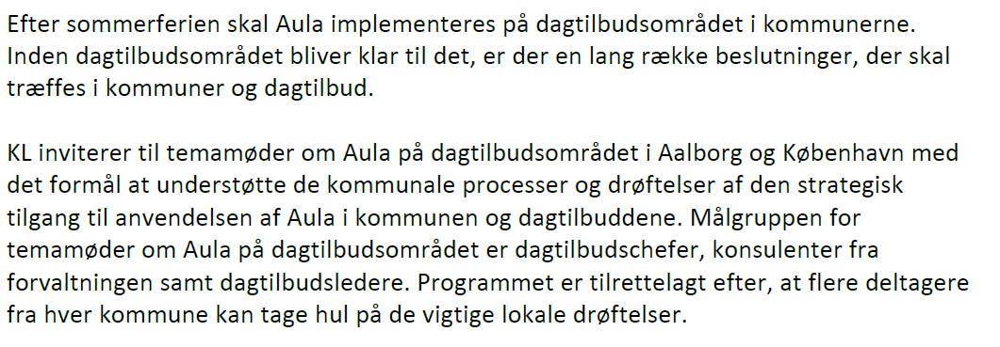 Efter sommerferien skal Aula implementeres på dagtilbudsområdet i kommunerne.
Inden dagtilbudsområdet bliver klar til det, er der en lang række beslutninger, der skal
træffes i kommuner og dagtilbud.
KL inviterer til temamøder om Aula på dagtilbudsområdet i Aalborg og København med
det formål at understøtte de kommunale processer og drøftelser af den strategisk
tilgang til anvendelsen af Aula i kommunen og dagtilbuddene. Målgruppen for
temamøder om Aula på dagtilbudsområdet er dagtilbudschefer, konsulenter fra
forvaltningen samt dagtilbudsledere. Programmet er tilrettelagt efter, at flere deltagere
fra hver kommune kan tage hul på de vigtige lokale drøftelser.